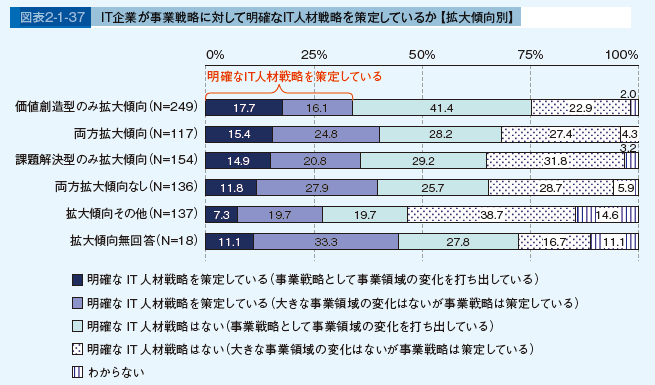 図表2-1-37 IT企業が事業戦略に対して明確なIT人材戦略を策定しているか【拡大傾向別】
0% 25% 50% 75% 100%
明確なIT人材戦略を策定している
2.0
価値創造型のみ拡大傾向(N=249) 17.7 16.1 41.4 22.9
両方拡大傾向(N=117) 15.4 24.8 28.2 27.4 4.3
3.2
課題解決型のみ拡大傾向(N=154) 14.9 20.8 29.2 31.8
両方拡大傾向なし(N=136) 11.8 27.9 25.7 28.7 5.9
拡大傾向その他(N=137) 7.3 19.7 19.7 38.7 14.6
拡大傾向無回答(N=18) 11.1 33.3 27.8 16.7 11.1
明確な IT 人材戦略を策定している(事業戦略として事業領域の変化を打ち出している)
明確な IT 人材戦略を策定している(大きな事業領域の変化はないが事業戦略は策定している)
明確な IT 人材戦略はない(事業戦略として事業領域の変化を打ち出している)
明確な IT 人材戦略はない(大きな事業領域の変化はないが事業戦略は策定している)
わからない